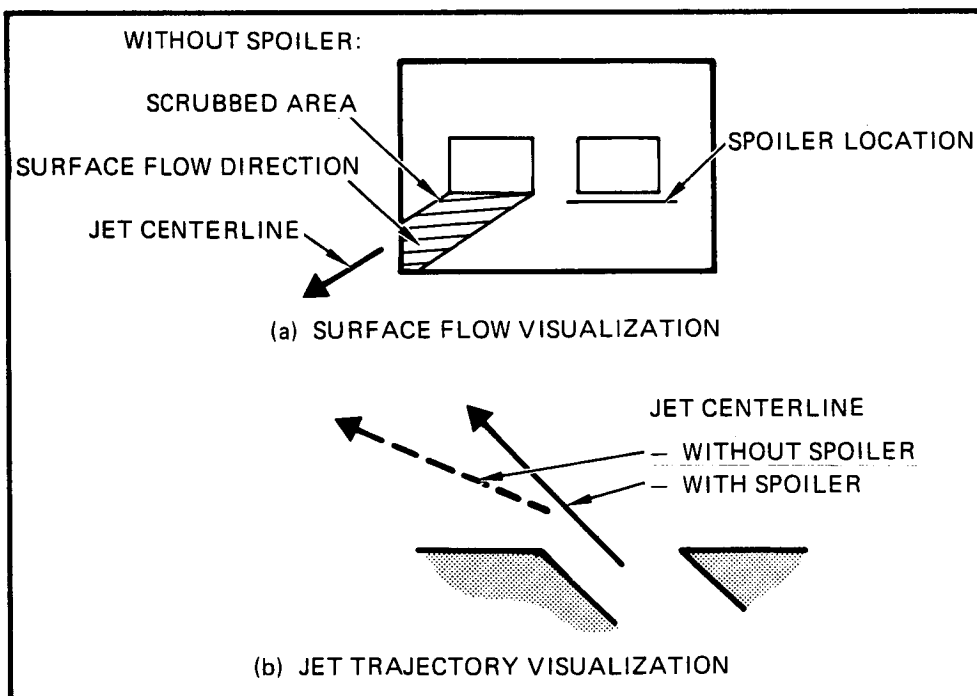 WITHOUT SPOILER:
SCRUBBED AREA
SURFACE FLOW DIRECTION
SPOILER LOCATION
JET CENTERLINE
(a) SURFACE FLOW VISUALIZATION
JET CENTERLINE
– WITHOUT SPOILER
– WITH SPOILER
(b) JET TRAJECTORY VISUALIZATION